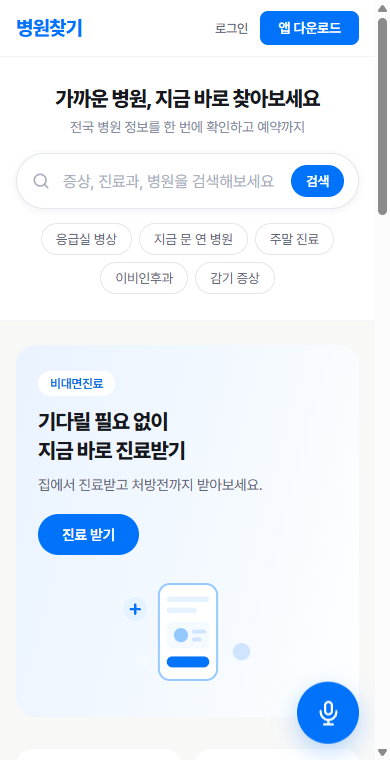 병원찾기
로그인
앱 다운로드
가까운 병원, 지금 바로 찾아보세요
전국 병원 정보를 한 번에 확인하고 예약까지
증상, 진료과, 병원을 검색해보세요
검색
응급실 병상
지금 문 연 병원
주말 진료
이비인후과
감기 증상
비대면진료
기다릴 필요 없이
지금 바로 진료받기
집에서 진료받고 처방전까지 받아보세요.
진료 받기